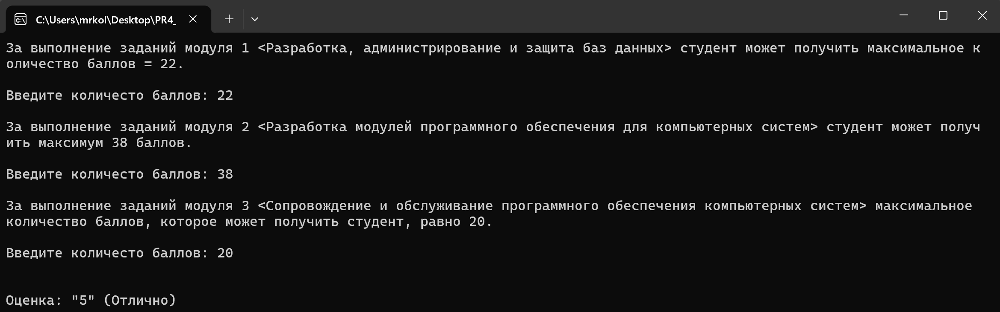 C:\Users\mrkol\Desktop\PR4_
За выполнение заданий модуля 1 <Разработка, администрирование и защита баз данных> студент может получить максимальное к
оличество баллов = 22.
Введите количесто баллов: 22
За выполнение заданий модуля 2 <Разработка модулей программного обеспечения для компьютерных систем> студент может получ
ить максимум 38 баллов.
Введите количесто баллов: 38
За выполнение заданий модуля 3 <Сопровождение и обслуживание программного обеспечения компьютерных систем> максимальное
количество баллов, которое может получить студент, равно 20.
Введите количесто баллов: 20
Оценка: "5" (Отлично)